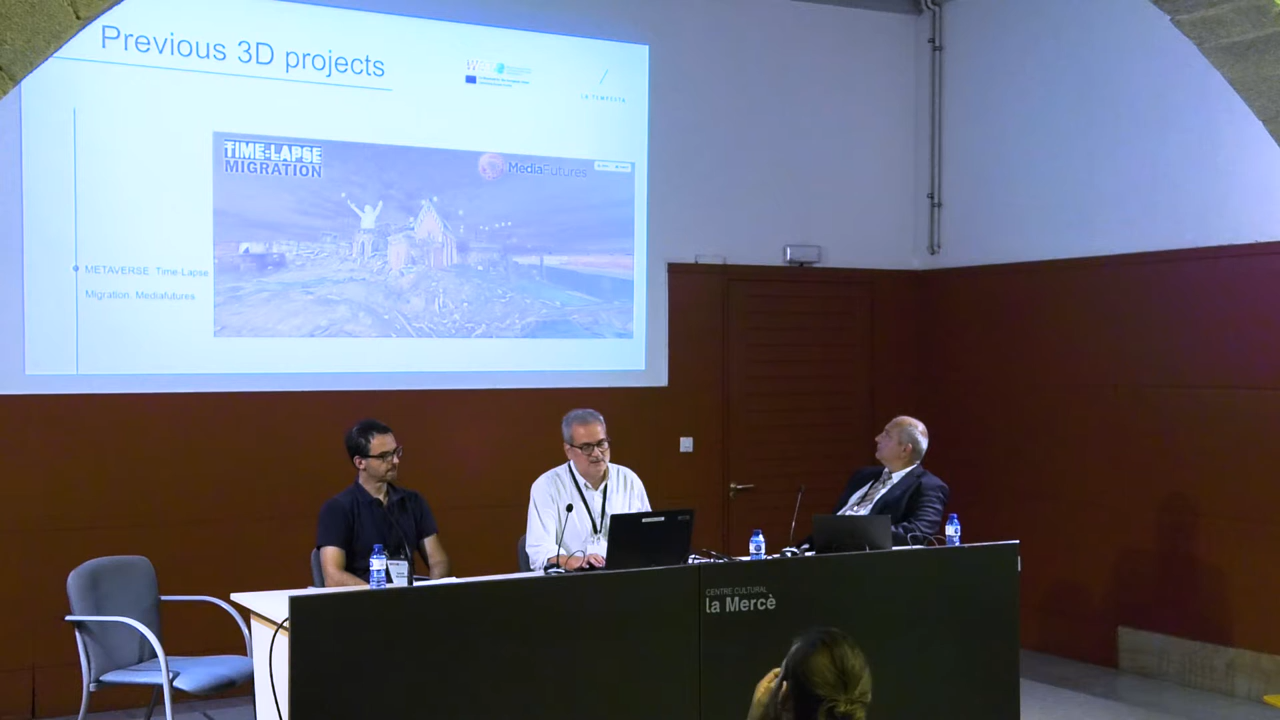 Previous 3D projects
LA TEMPESTA
TIME-LAPSE
MIGRATION
MediaFutures
METAVERSE. Time-Lapse
Migration. Mediafutures
CENTRE CULTURAL
la Mercè